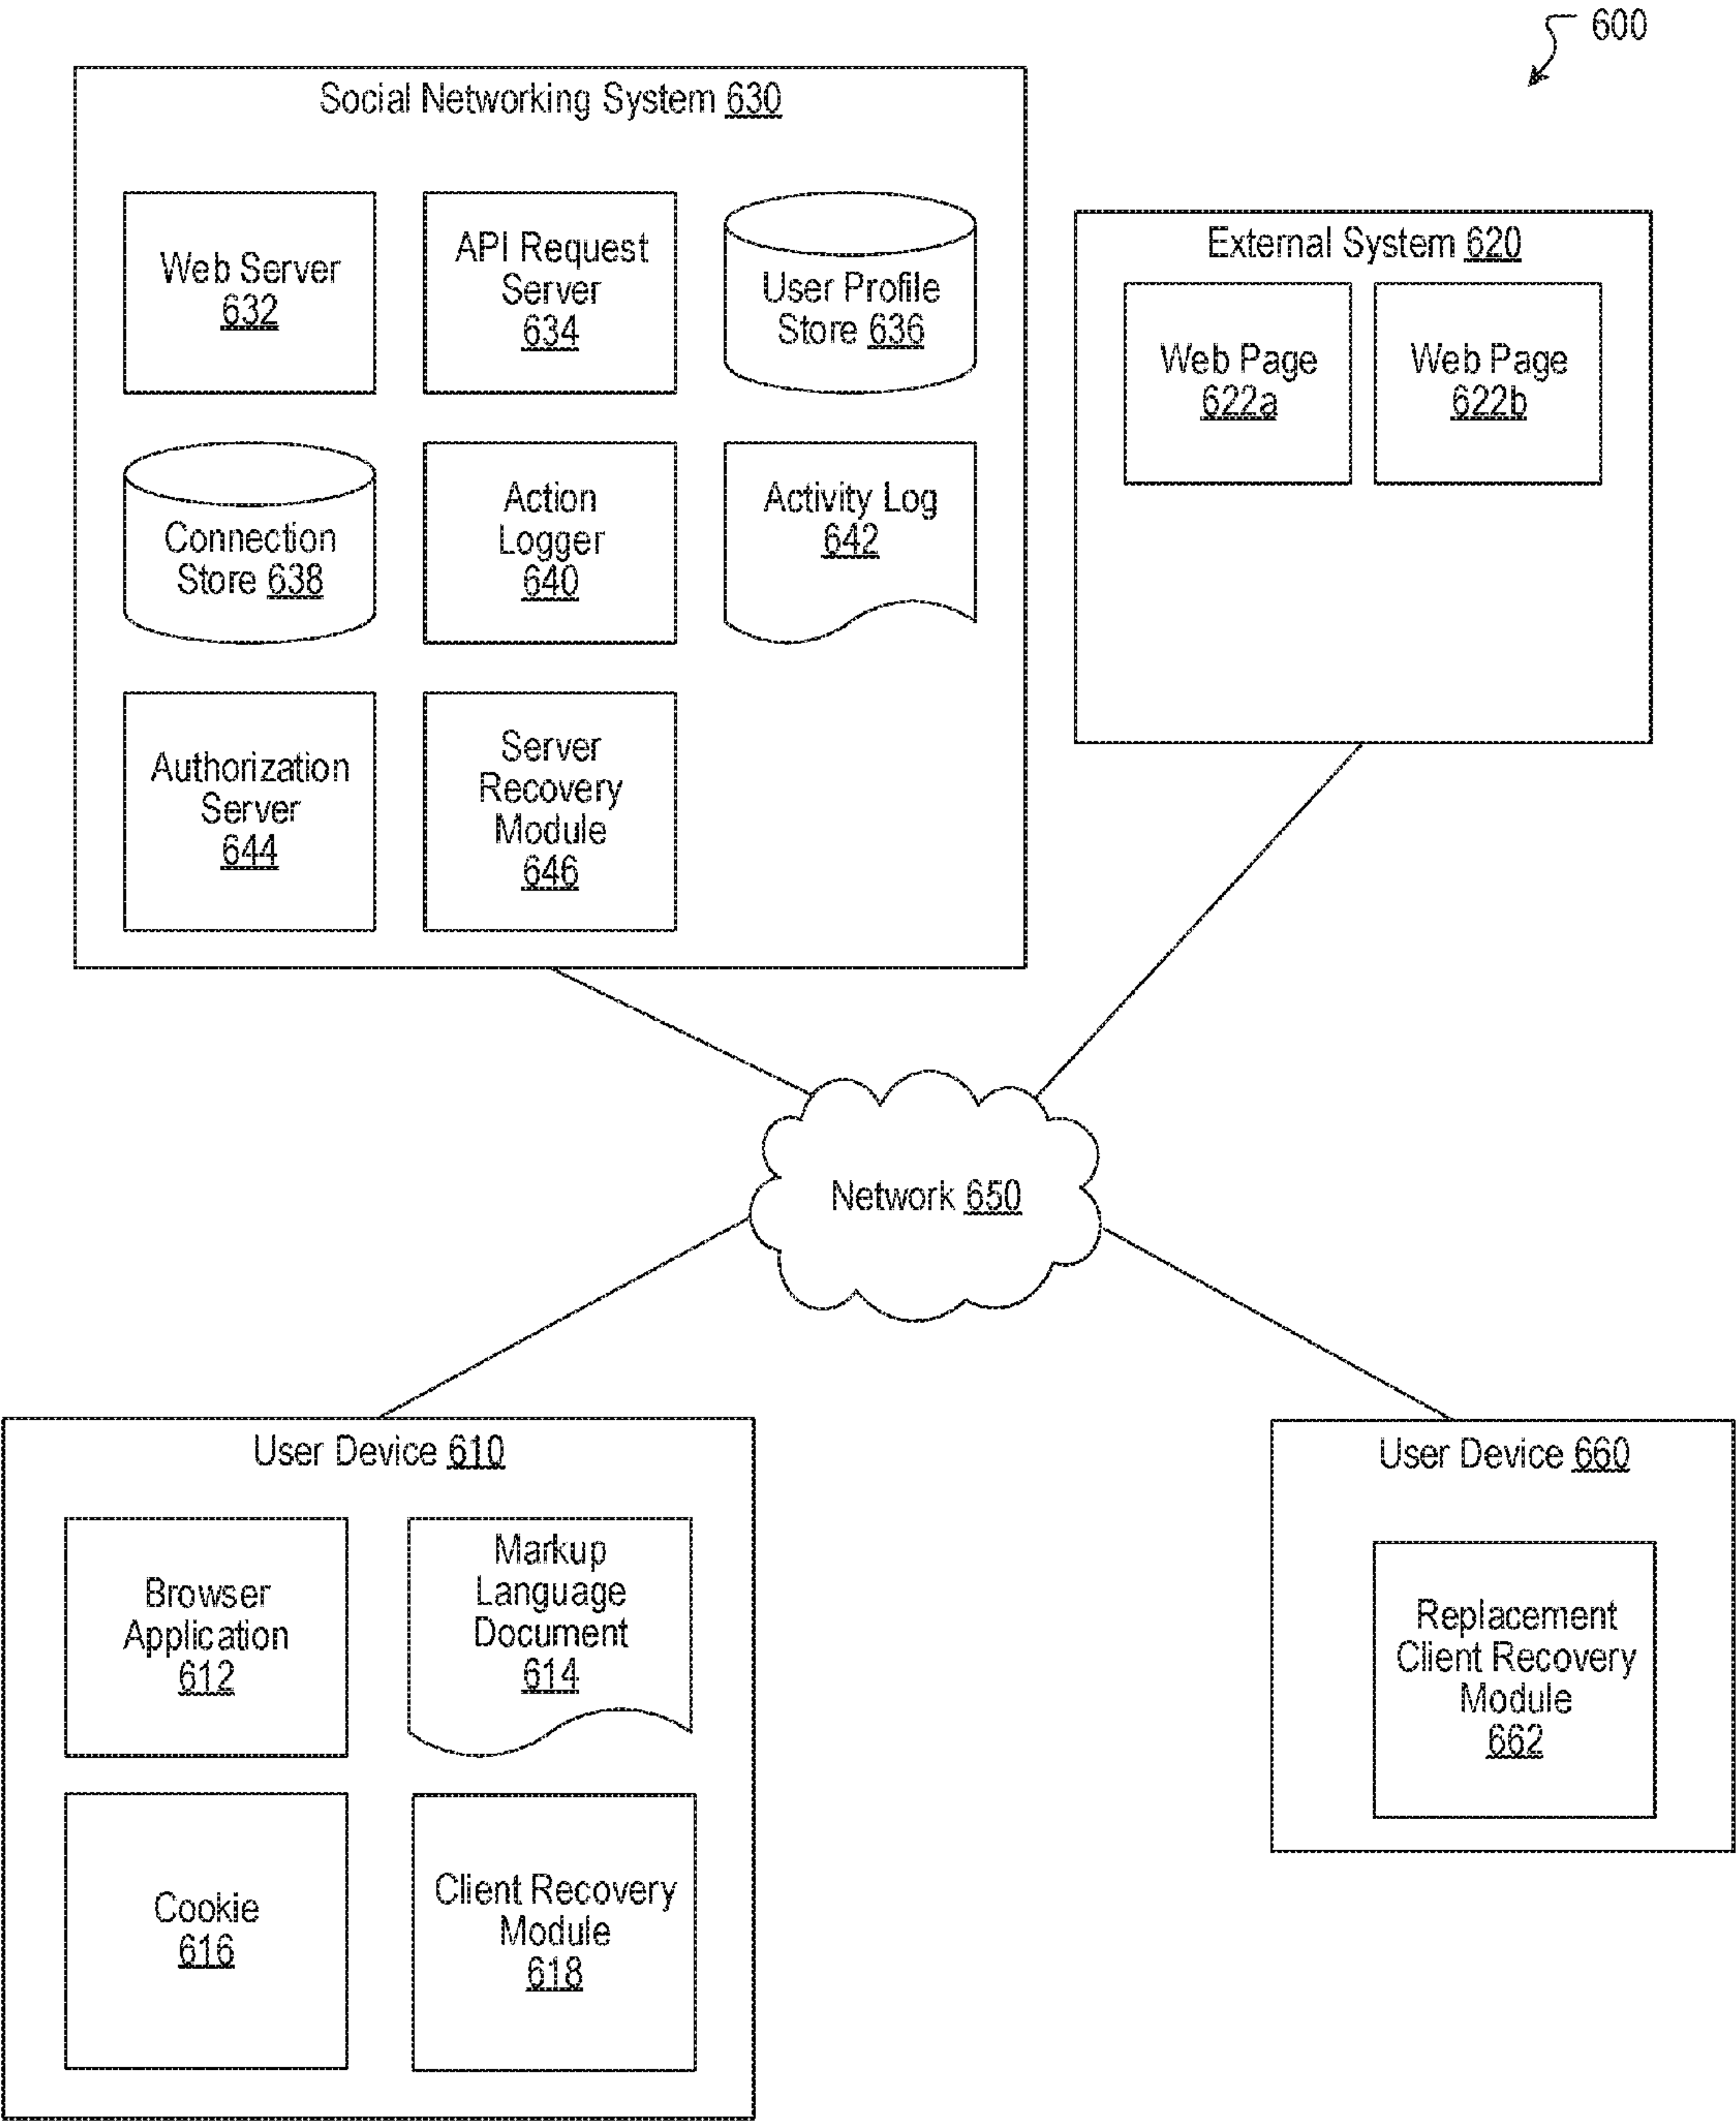 600
Social Networking System 630
Web Server
632
API Request
Server
634
User Profile
Store 636
Connection
Store 638
Action
Logger
640
Activity Log
642
Authorization
Server
644
Server
Recovery
Module
646
External System 620
Web Page
622a
Web Page
622b
Network 650
User Device 610
Browser
Application
612
Markup
Language
Document
614
Cookie
616
Client Recovery
Module
618
User Device 660
Replacement
Client Recovery
Module
662